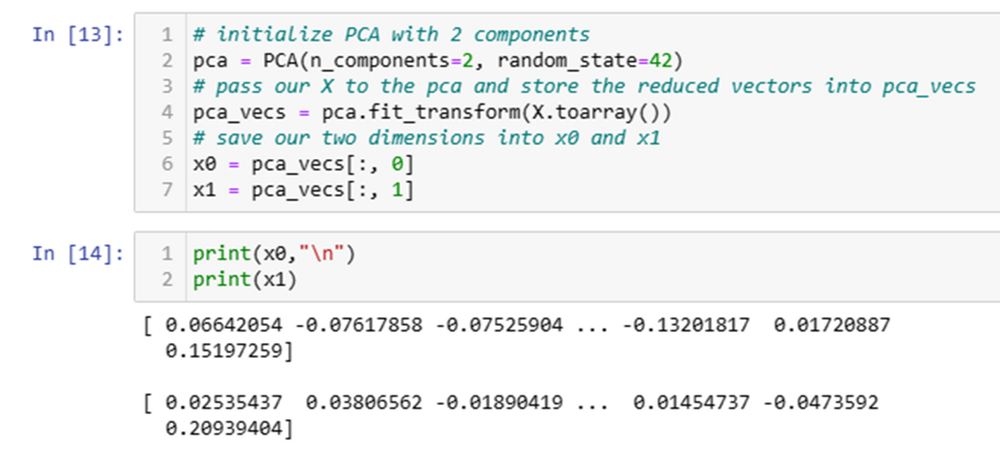 In [13]:
1 # initialize PCA with 2 components
2 pca = PCA(n_components=2, random_state=42)
3 # pass our X to the pca and store the reduced vectors into pca_vecs
4 pca_vecs = pca.fit_transform(X.toarray())
5 # save our two dimensions into x0 and x1
6 x0 = pca_vecs[:, 0]
7 x1 = pca_vecs[:, 1]
In [14]:
1 print(x0,"\n")
2 print(x1)
[ 0.06642054 -0.07617858 -0.07525904 ... -0.13201817  0.01720887
  0.15197259]
[ 0.02535437  0.03806562 -0.01890419 ...  0.01454737 -0.0473592
  0.20939404]